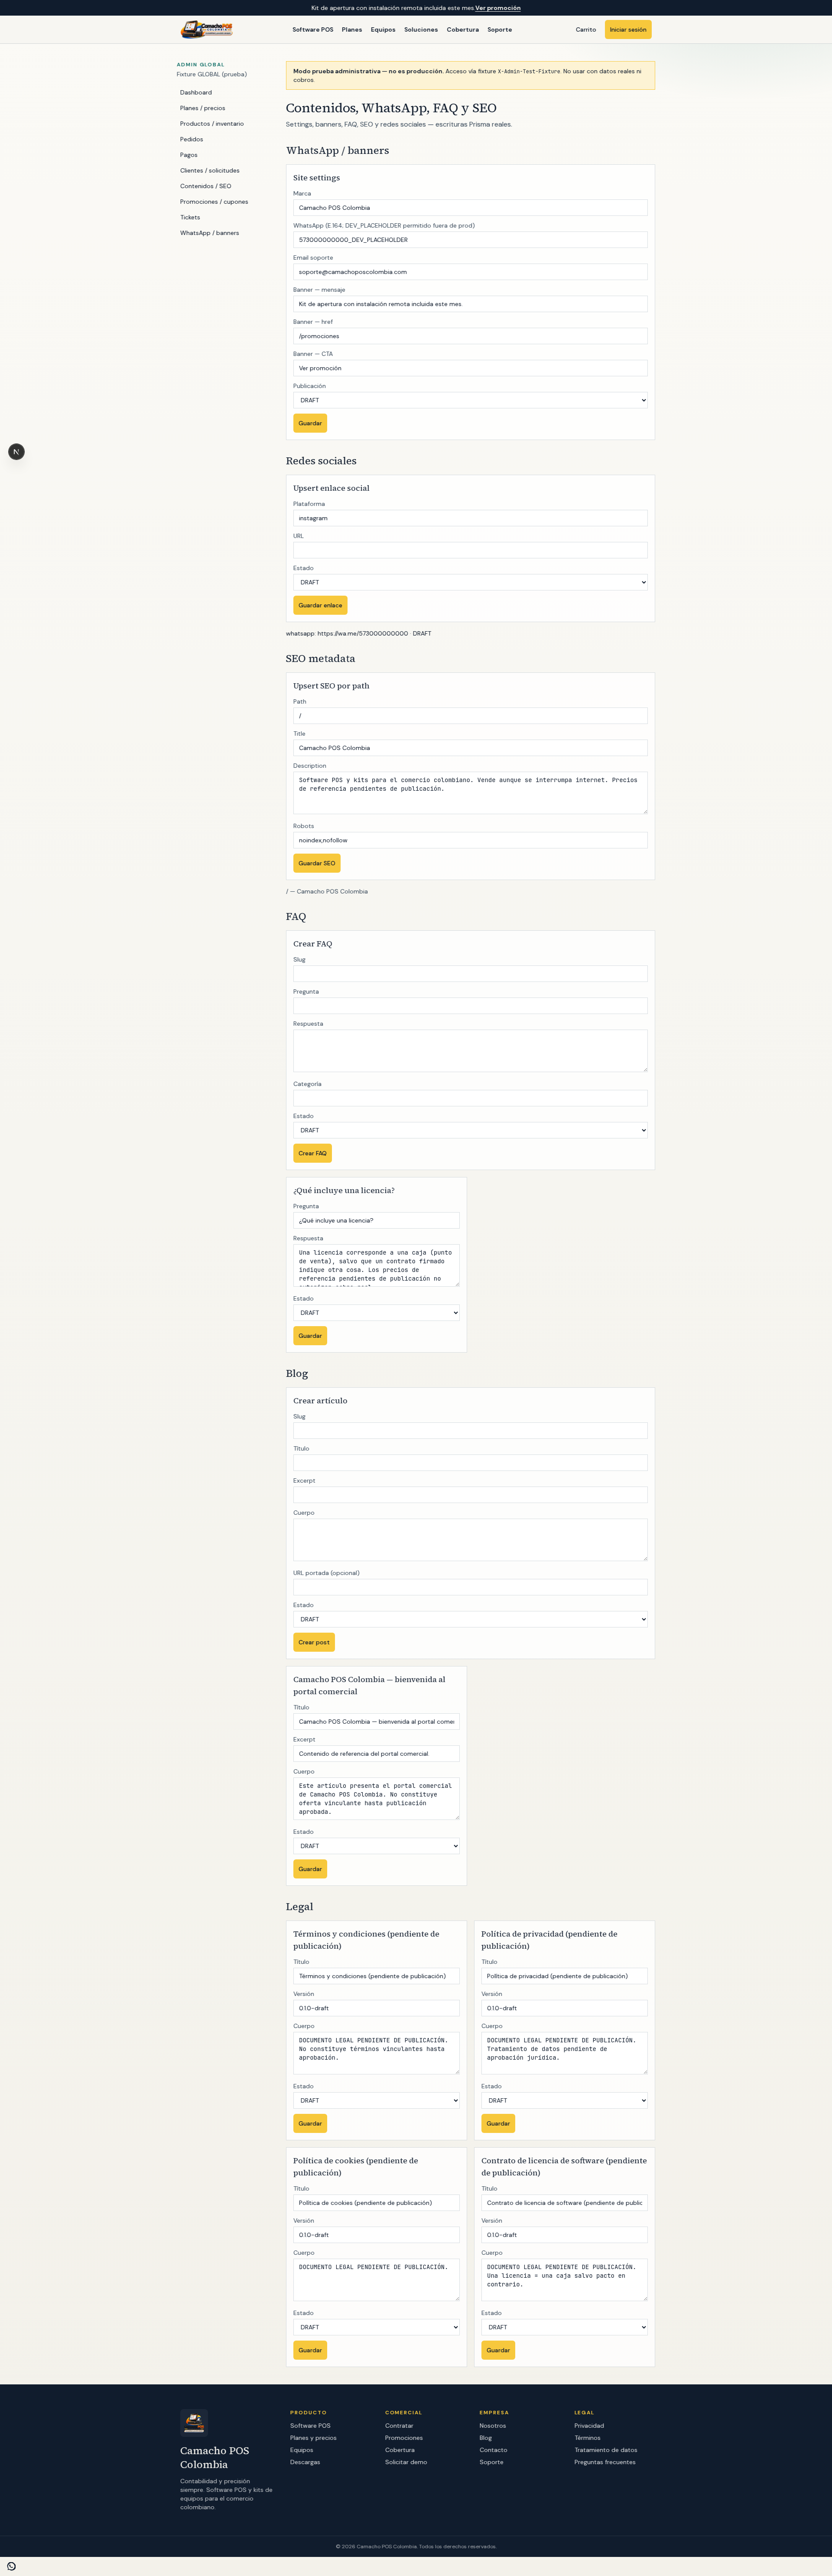 Kit de apertura con instalación remota incluida este mes. Ver promoción
Software POS Planes Equipos Soluciones Cobertura Soporte
Carrito Iniciar sesión
ADMIN GLOBAL
Fixture GLOBAL (prueba)
Dashboard
Planes / precios
Productos / inventario
Pedidos
Pagos
Clientes / solicitudes
Contenidos / SEO
Promociones / cupones
Tickets
WhatsApp / banners
Modo prueba administrativa — no es producción. Acceso vía fixture X-Admin-Test-Fixture. No usar con datos reales ni
cobros.
Contenidos, WhatsApp, FAQ y SEO
Settings, banners, FAQ, SEO y redes sociales — escrituras Prisma reales.
WhatsApp / banners
Site settings
Marca
Camacho POS Colombia
WhatsApp (E.164; DEV_PLACEHOLDER permitido fuera de prod)
573000000000_DEV_PLACEHOLDER
Email soporte
soporte@camachoposcolombia.com
Banner — mensaje
Kit de apertura con instalación remota incluida este mes.
Banner — href
/promociones
Banner — CTA
Ver promoción
Publicación
DRAFT
Guardar
Redes sociales
Upsert enlace social
Plataforma
instagram
URL
Estado
DRAFT
Guardar enlace
whatsapp: https://wa.me/573000000000 · DRAFT
SEO metadata
Upsert SEO por path
Path
/
Title
Camacho POS Colombia
Description
Software POS y kits para el comercio colombiano. Vende aunque se interrumpa internet. Precios
de referencia pendientes de publicación.
Robots
noindex,nofollow
Guardar SEO
/ — Camacho POS Colombia
FAQ
Crear FAQ
Slug
Pregunta
Respuesta
Categoría
Estado
DRAFT
Crear FAQ
¿Qué incluye una licencia?
Pregunta
¿Qué incluye una licencia?
Respuesta
Una licencia corresponde a una caja (punto
de venta), salvo que un contrato firmado
indique otra cosa. Los precios de
referencia pendientes de publicación no
Estado
DRAFT
Guardar
Blog
Crear artículo
Slug
Título
Excerpt
Cuerpo
URL portada (opcional)
Estado
DRAFT
Crear post
Camacho POS Colombia — bienvenida al
portal comercial
Título
Camacho POS Colombia — bienvenida al portal comer
Excerpt
Contenido de referencia del portal comercial.
Cuerpo
Este artículo presenta el portal comercial
de Camacho POS Colombia. No constituye
oferta vinculante hasta publicación
aprobada.
Estado
DRAFT
Guardar
Legal
Términos y condiciones (pendiente de
publicación)
Título
Términos y condiciones (pendiente de publicación)
Versión
0.1.0-draft
Cuerpo
DOCUMENTO LEGAL PENDIENTE DE PUBLICACIÓN.
No constituye términos vinculantes hasta
aprobación.
Estado
DRAFT
Guardar
Política de privacidad (pendiente de
publicación)
Título
Política de privacidad (pendiente de publicación)
Versión
0.1.0-draft
Cuerpo
DOCUMENTO LEGAL PENDIENTE DE PUBLICACIÓN.
Tratamiento de datos pendiente de
aprobación jurídica.
Estado
DRAFT
Guardar
Política de cookies (pendiente de
publicación)
Título
Política de cookies (pendiente de publicación)
Versión
0.1.0-draft
Cuerpo
DOCUMENTO LEGAL PENDIENTE DE PUBLICACIÓN.
Estado
DRAFT
Guardar
Contrato de licencia de software (pendiente
de publicación)
Título
Contrato de licencia de software (pendiente de public
Versión
0.1.0-draft
Cuerpo
DOCUMENTO LEGAL PENDIENTE DE PUBLICACIÓN.
Una licencia = una caja salvo pacto en
contrario.
Estado
DRAFT
Guardar
Camacho POS
Colombia
Contabilidad y precisión
siempre. Software POS y kits de
equipos para el comercio
colombiano.
PRODUCTO
Software POS
Planes y precios
Equipos
Descargas
COMERCIAL
Contratar
Promociones
Cobertura
Solicitar demo
EMPRESA
Nosotros
Blog
Contacto
Soporte
LEGAL
Privacidad
Términos
Tratamiento de datos
Preguntas frecuentes
© 2026 Camacho POS Colombia. Todos los derechos reservados.